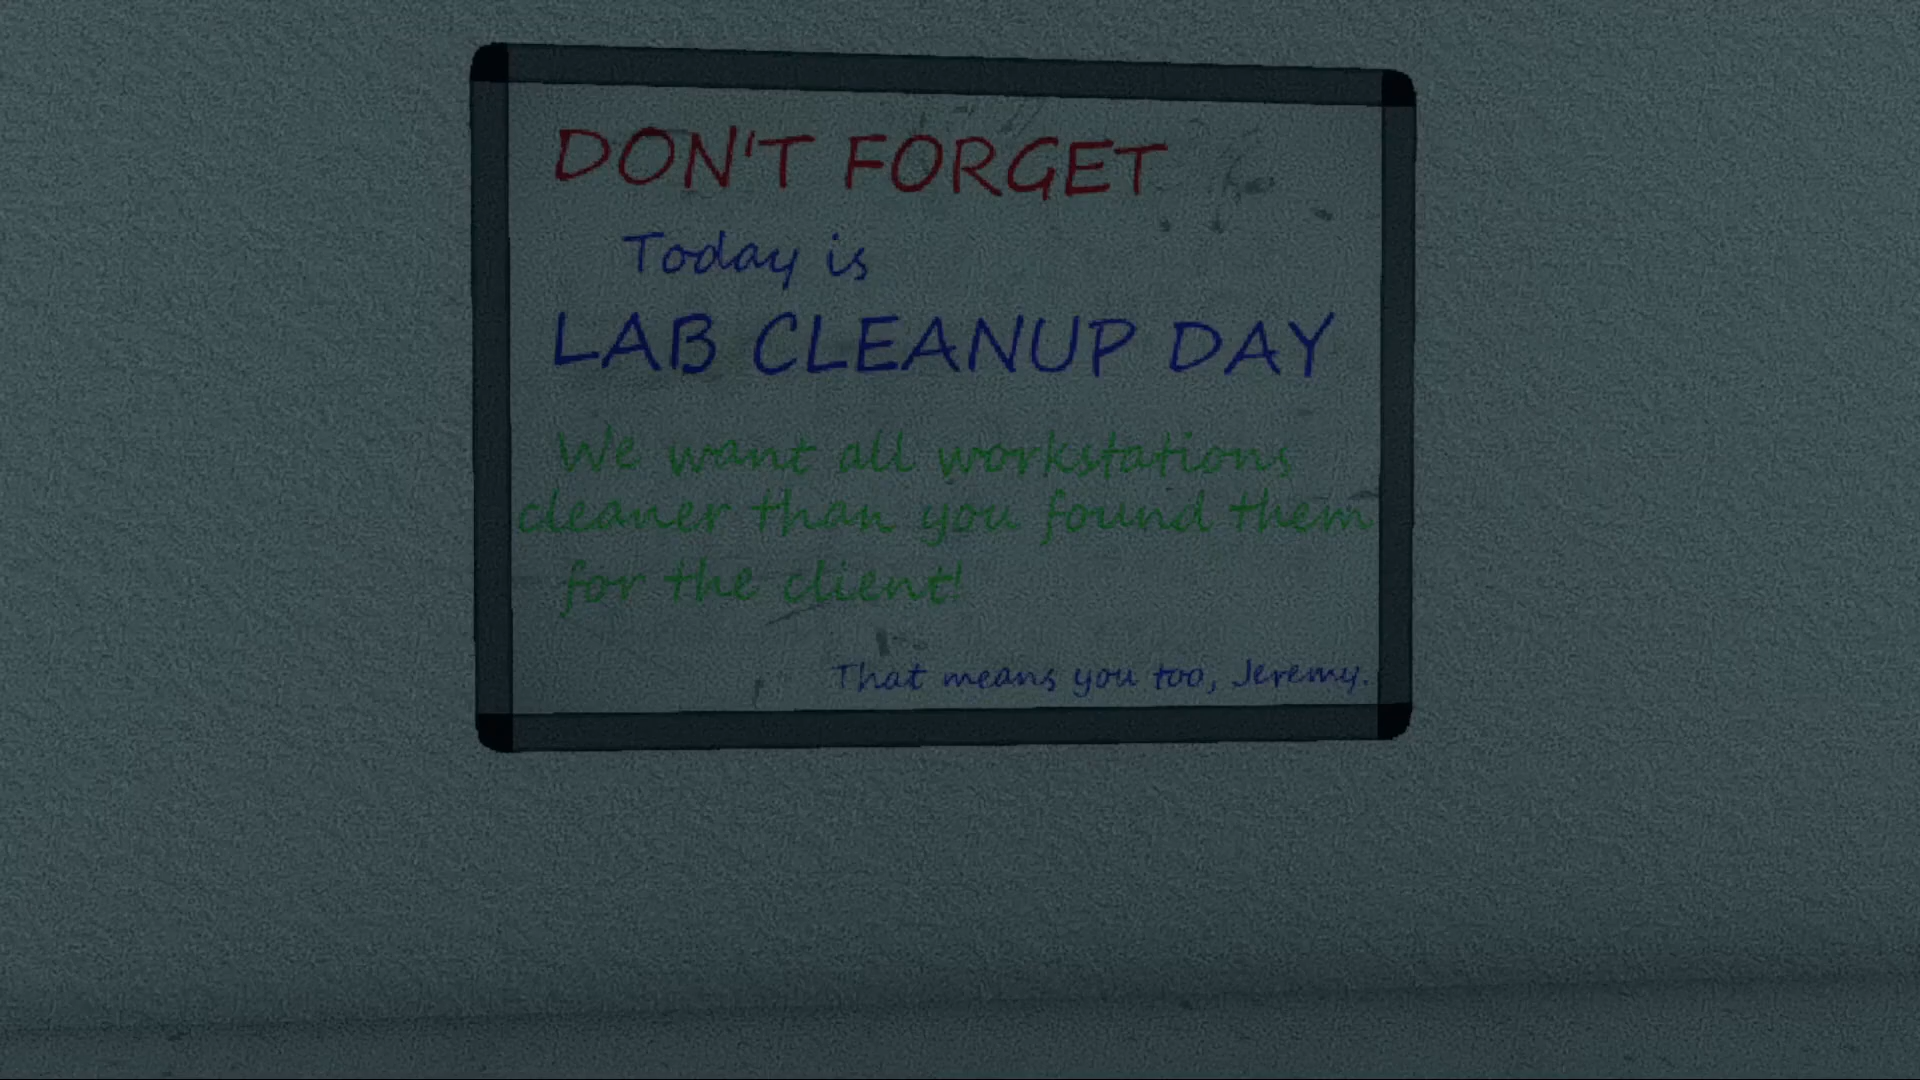 DON'T FORGET
Today is
LAB CLEANUP DAY
We want all workstations
cleaner than you found them
for the client!
That means you too, Jeremy.